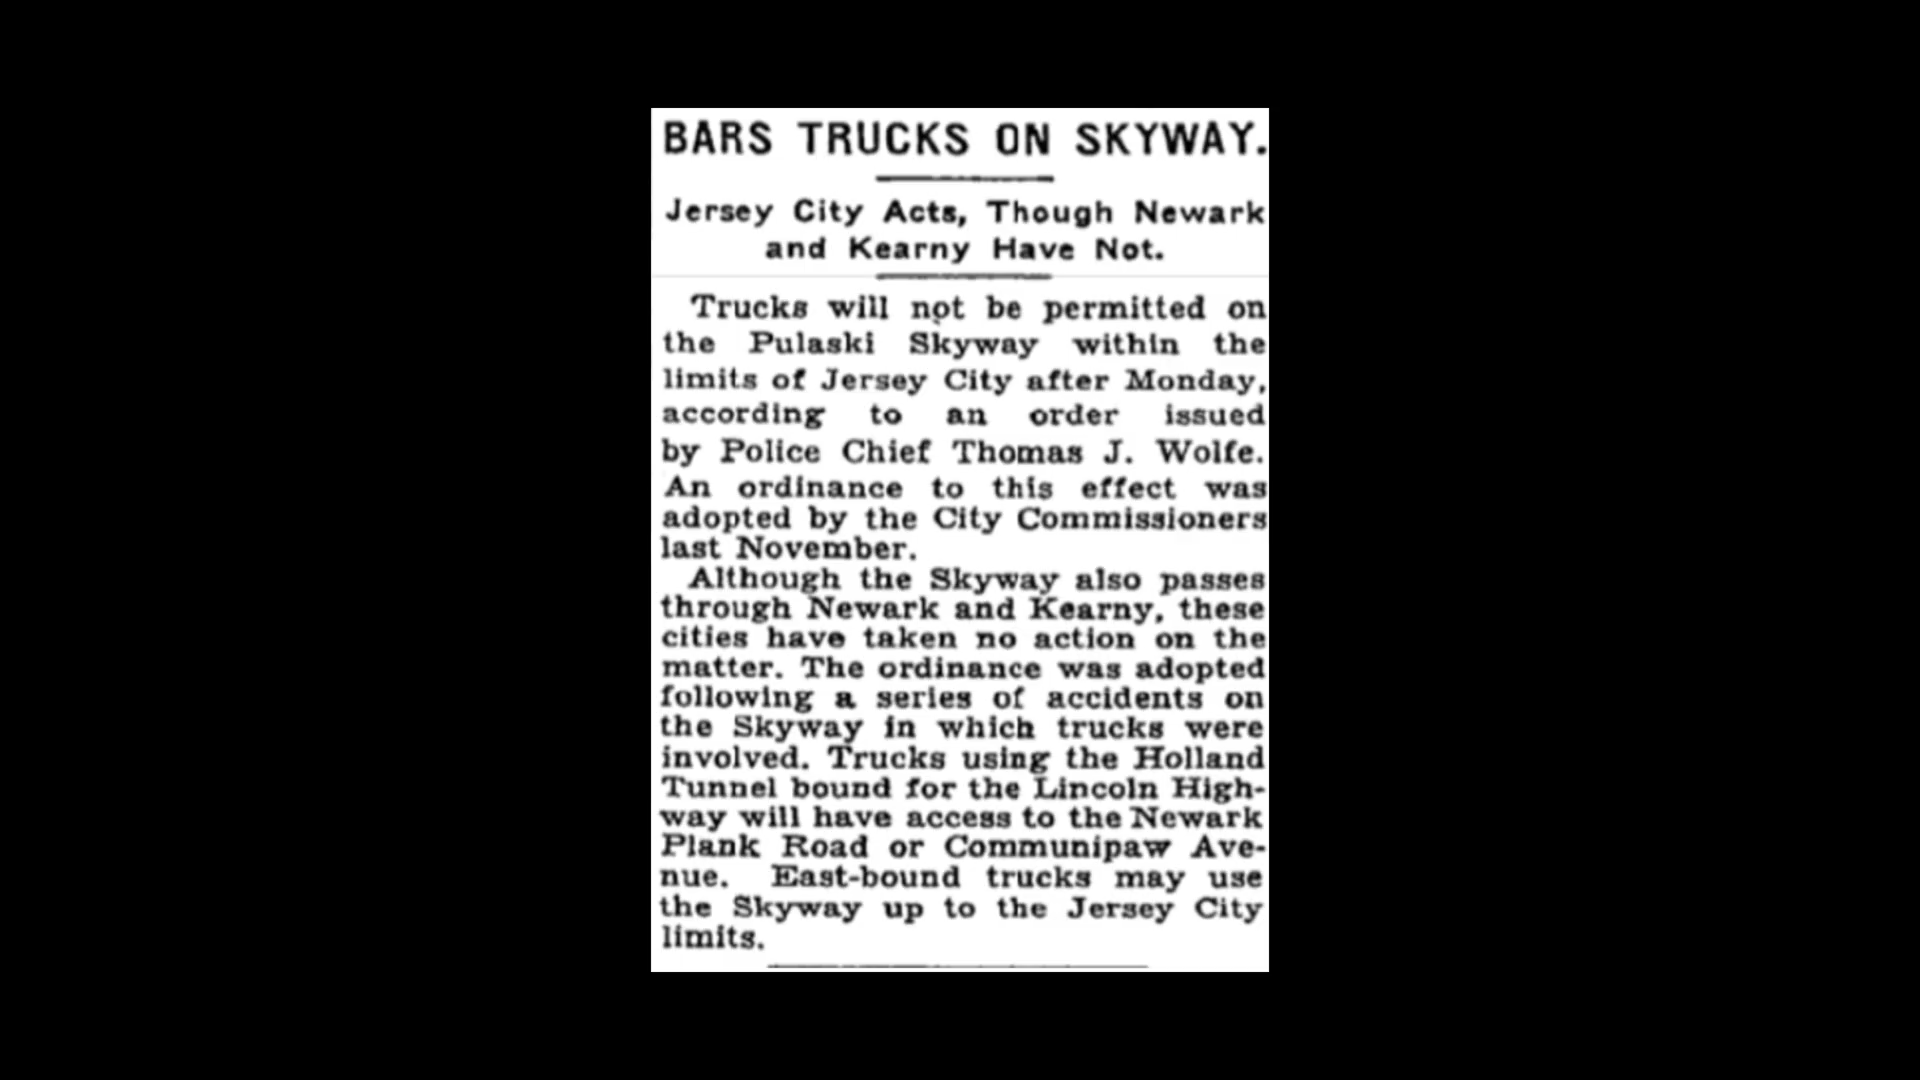 BARS TRUCKS ON SKYWAY.
Jersey City Acts, Though Newark
and Kearny Have Not.
Trucks will not be permitted on
the Pulaski Skyway within the
limits of Jersey City after Monday,
according to an order issued
by Police Chief Thomas J. Wolfe.
An ordinance to this effect was
adopted by the City Commissioners
last November.
Although the Skyway also passes
through Newark and Kearny, these
cities have taken no action on the
matter. The ordinance was adopted
following a series of accidents on
the Skyway in which trucks were
involved. Trucks using the Holland
Tunnel bound for the Lincoln High-
way will have access to the Newark
Plank Road or Communipaw Ave-
nue. East-bound trucks may use
the Skyway up to the Jersey City
limits.